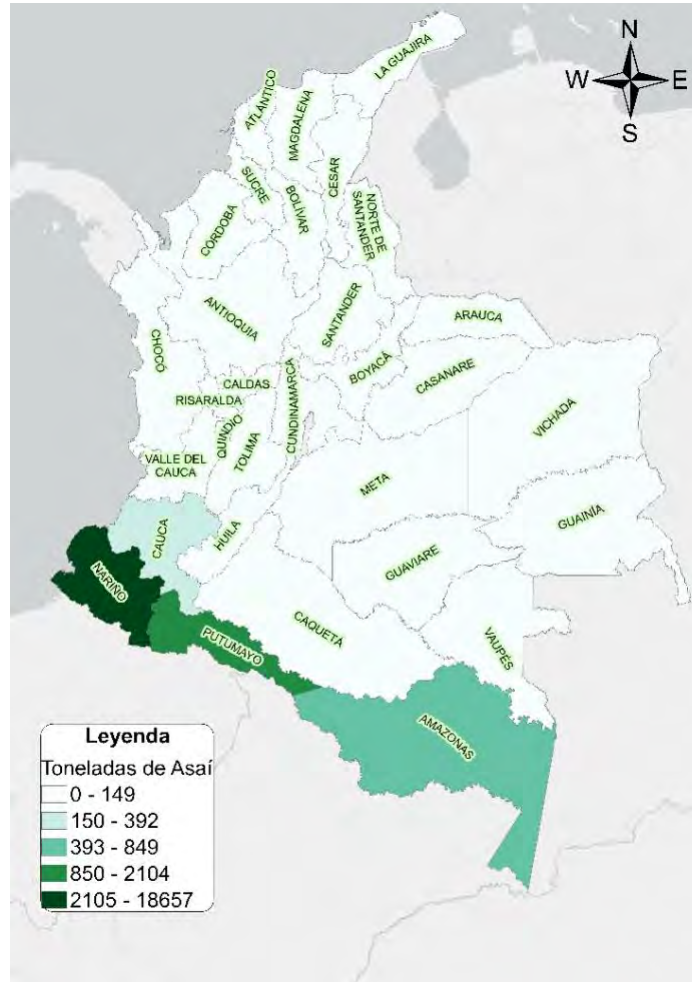 N
W E
S
LA GUAJIRA
ATLÁNTICO
MAGDALENA
CESAR
SUCRE
BOLÍVAR
NORTE DE
SANTANDER
CÓRDOBA
ANTIOQUIA
SANTANDER
ARAUCA
CHOCÓ
BOYACÁ
CASANARE
CALDAS
RISARALDA
CUNDINAMARCA
QUINDIO
TOLIMA
VICHADA
VALLE DEL
CAUCA
META
GUAINÍA
CAUCA
HUILA
GUAVIARE
NARIÑO
CAQUETA
VAUPÉS
PUTUMAYO
AMAZONAS
Leyenda
Toneladas de Asaí
0 - 149
150 - 392
393 - 849
850 - 2104
2105 - 18657